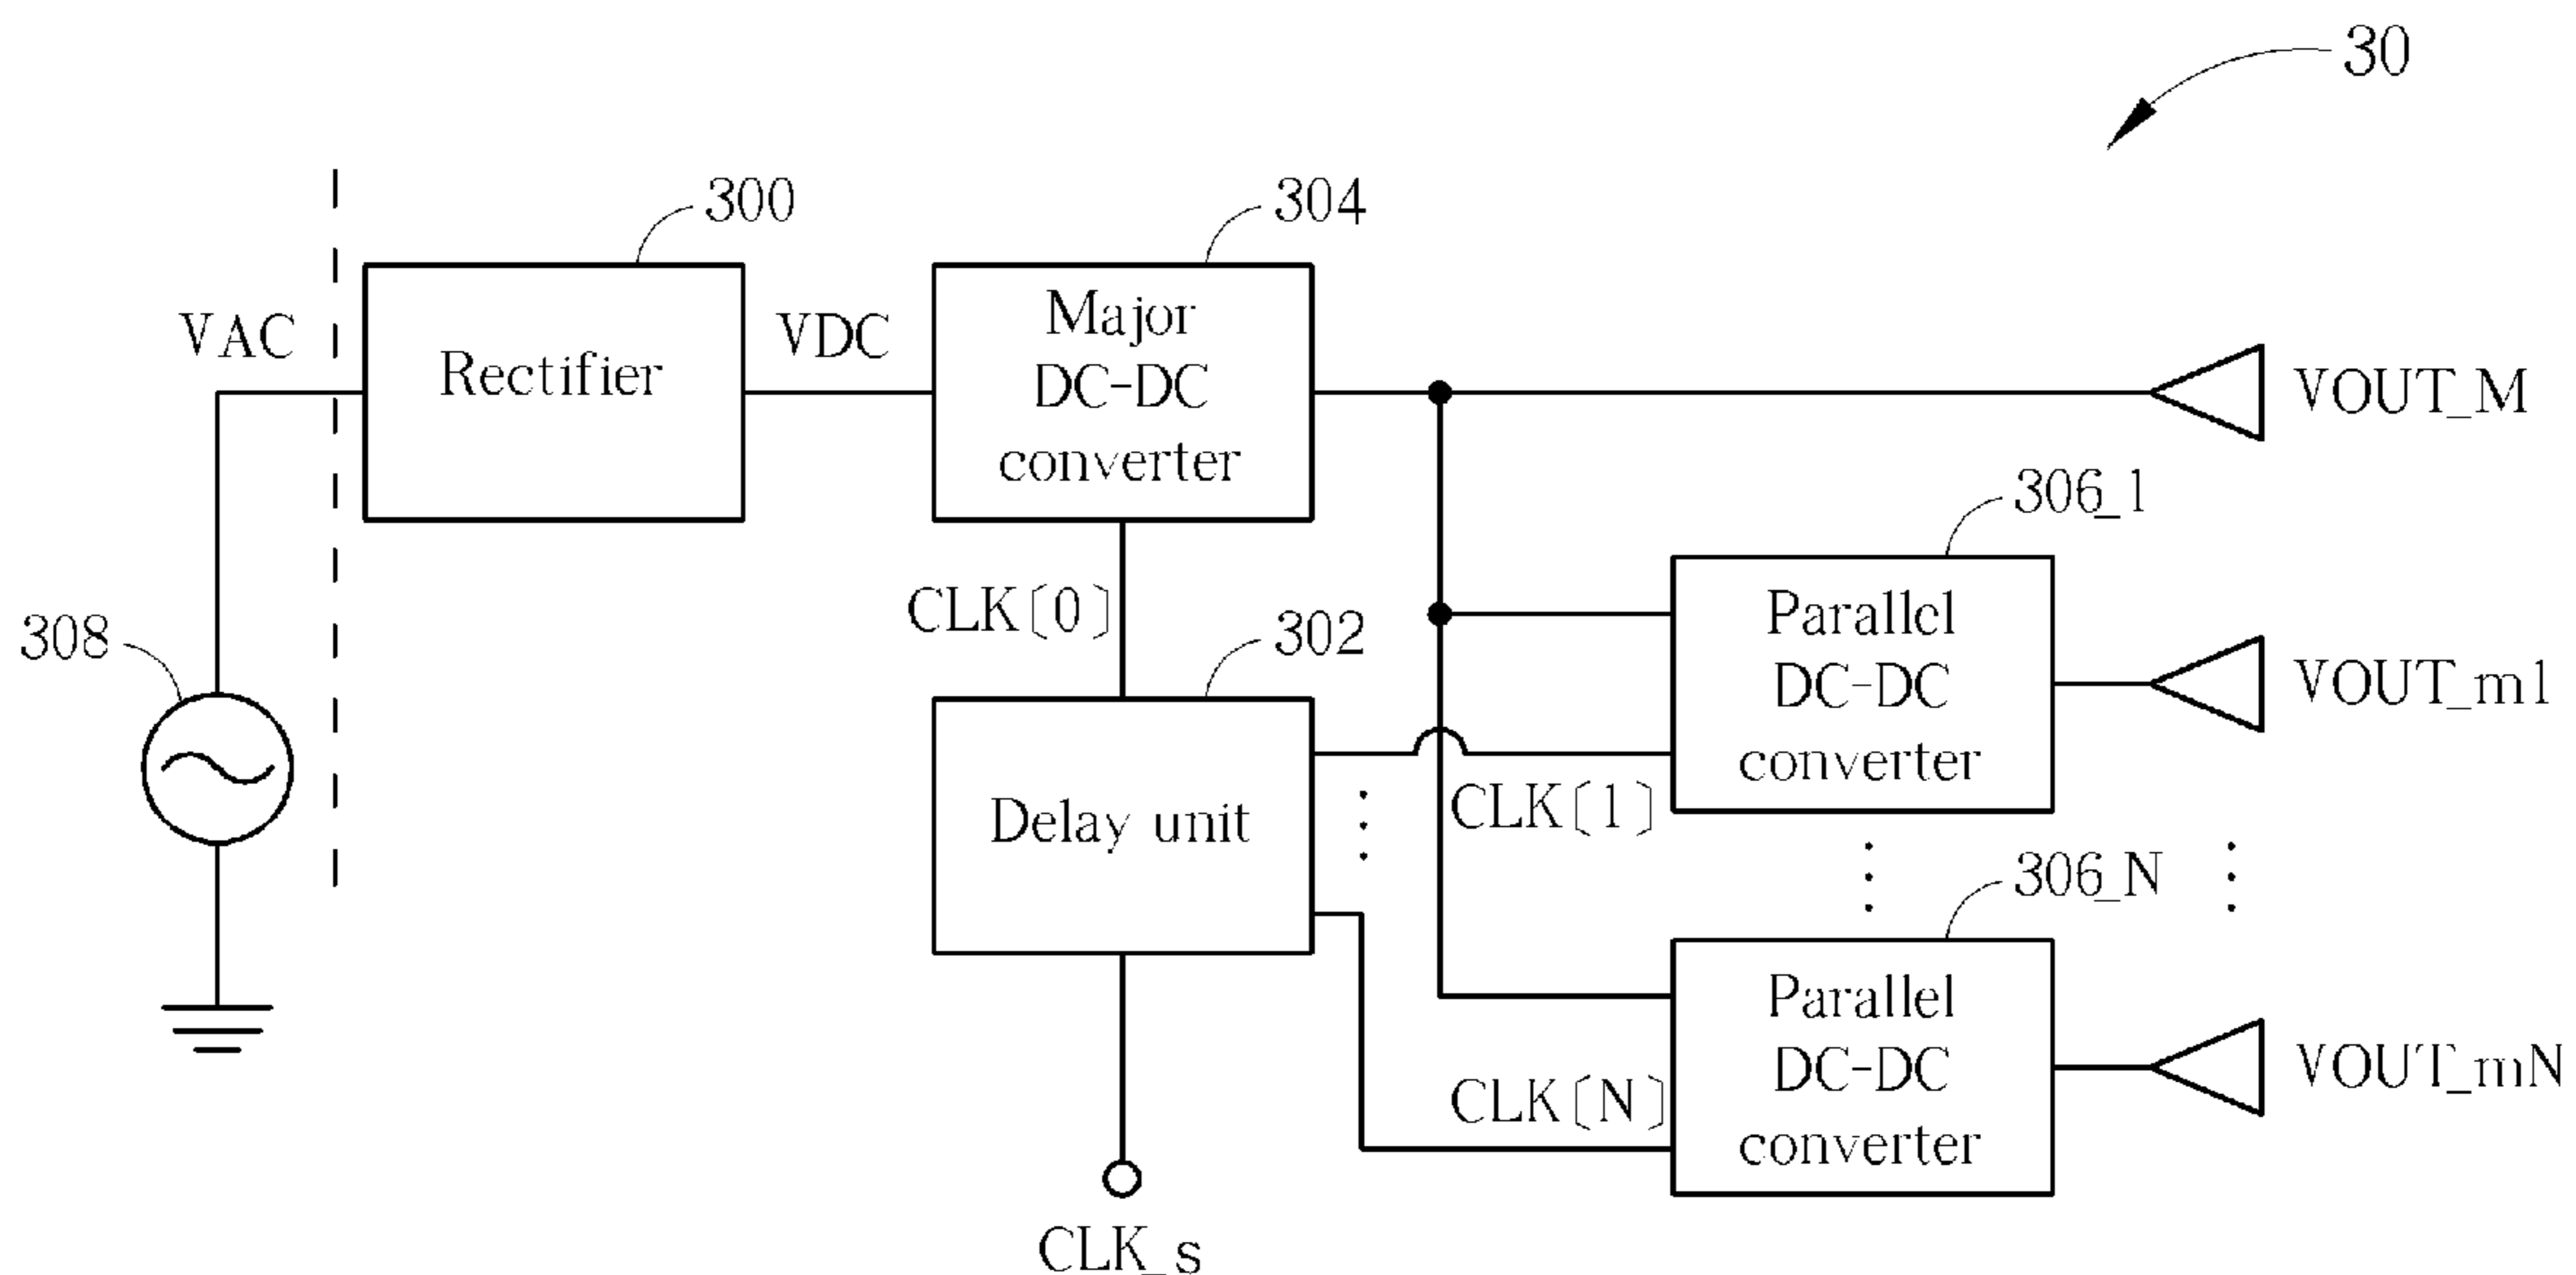 30
300
304
VAC
Rectifier
VDC
Major
DC-DC
converter
VOUT_M
306_1
CLK[0]
308
302
Parallel
DC-DC
converter
VOUT_m1
Delay unit
CLK[1]
306_N
Parallel
DC-DC
converter
CLK[N]
VOUT_mN
CLK_s